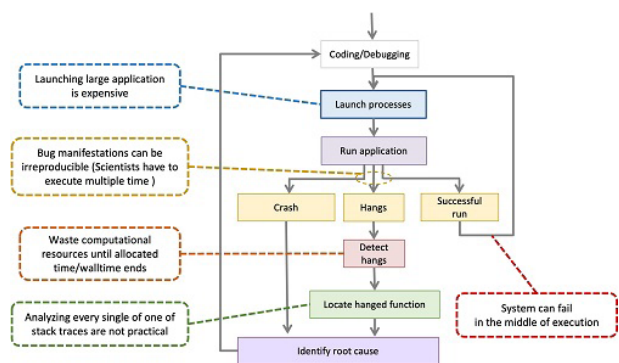 Coding/Debugging
Launching large application
is expensive
Launch processes
Run application
Bug manifestations can be
irreproducible (Scientists have to
execute multiple time )
Crash
Hangs
Successful
run
Waste computational
resources until allocated
time/walltime ends
Detect
hangs
Analyzing every single of one of
stack traces are not practical
Locate hanged function
System can fail
in the middle of execution
Identify root cause